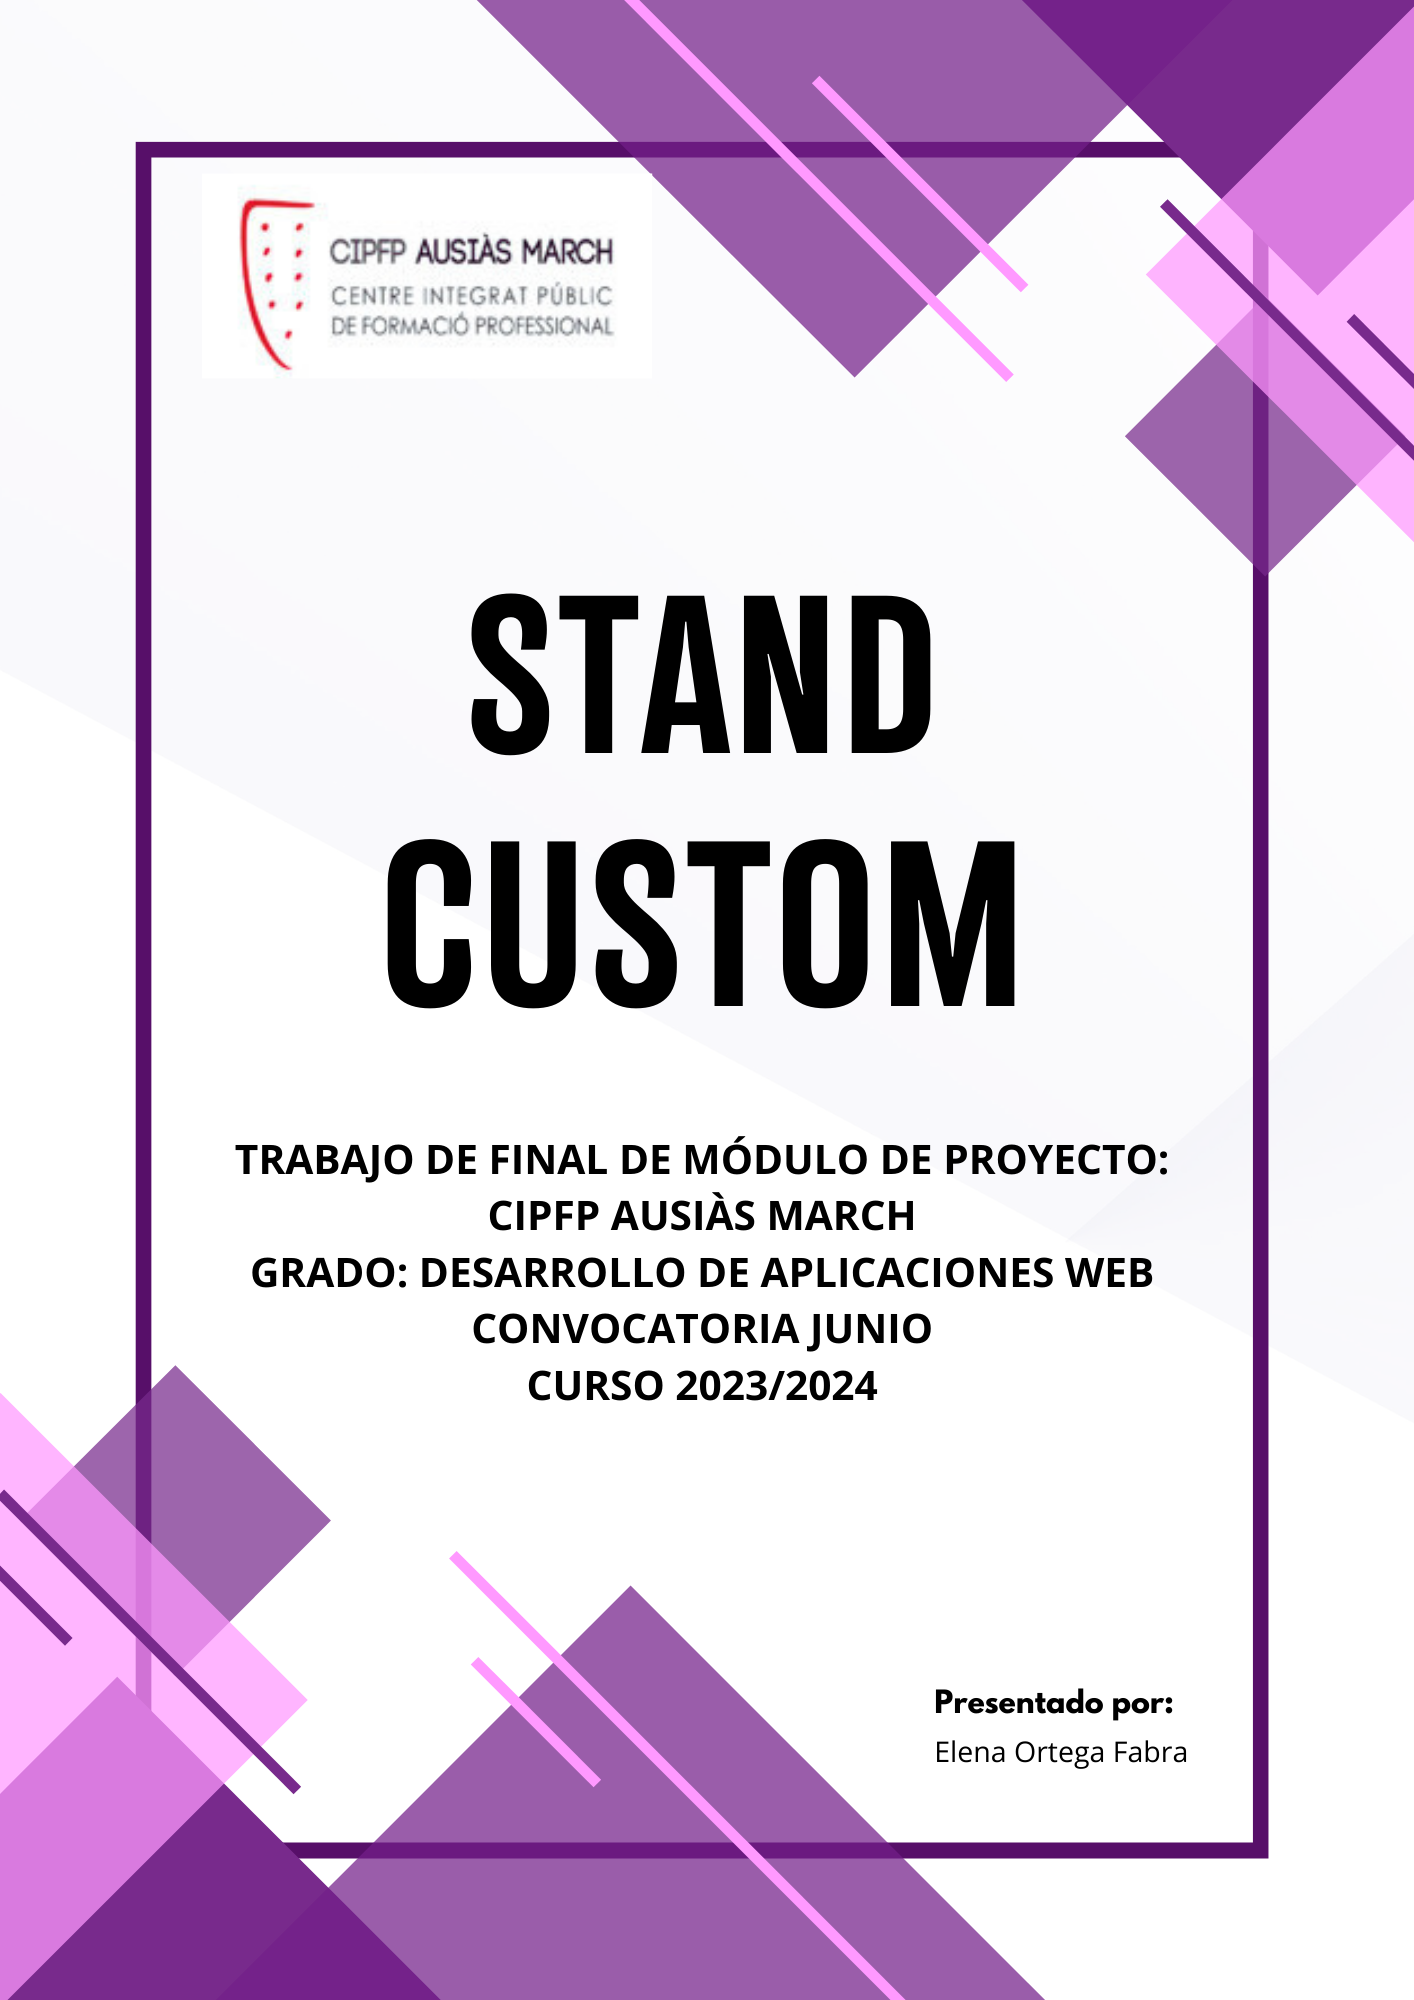 CIPFP AUSIÀS MARCH
CENTRE INTEGRAT PÚBLIC
DE FORMACIÓ PROFESSIONAL
STAND
CUSTOM
TRABAJO DE FINAL DE MÓDULO DE PROYECTO:
CIPFP AUSIÀS MARCH
GRADO: DESARROLLO DE APLICACIONES WEB
CONVOCATORIA JUNIO
CURSO 2023/2024
Presentado por:
Elena Ortega Fabra